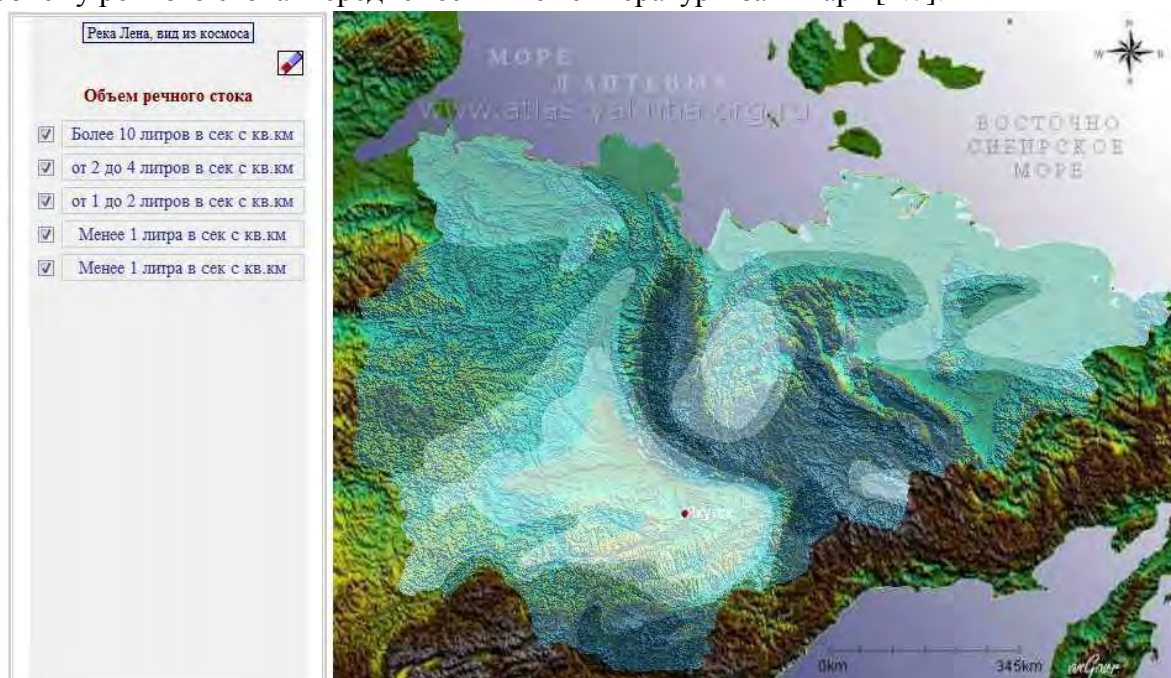 Река Лена, вид из космоса
Объем речного стока
Более 10 литров в сек с кв.км
от 2 до 4 литров в сек с кв.км
от 1 до 2 литров в сек с кв.км
Менее 1 литра в сек с кв.км
Менее 1 литра в сек с кв.км
МОРЕ
ЛАПТЕВЫХ
ВОСТОЧНО
СИБИРСКОЕ
МОРЕ
N
W
0km
345km